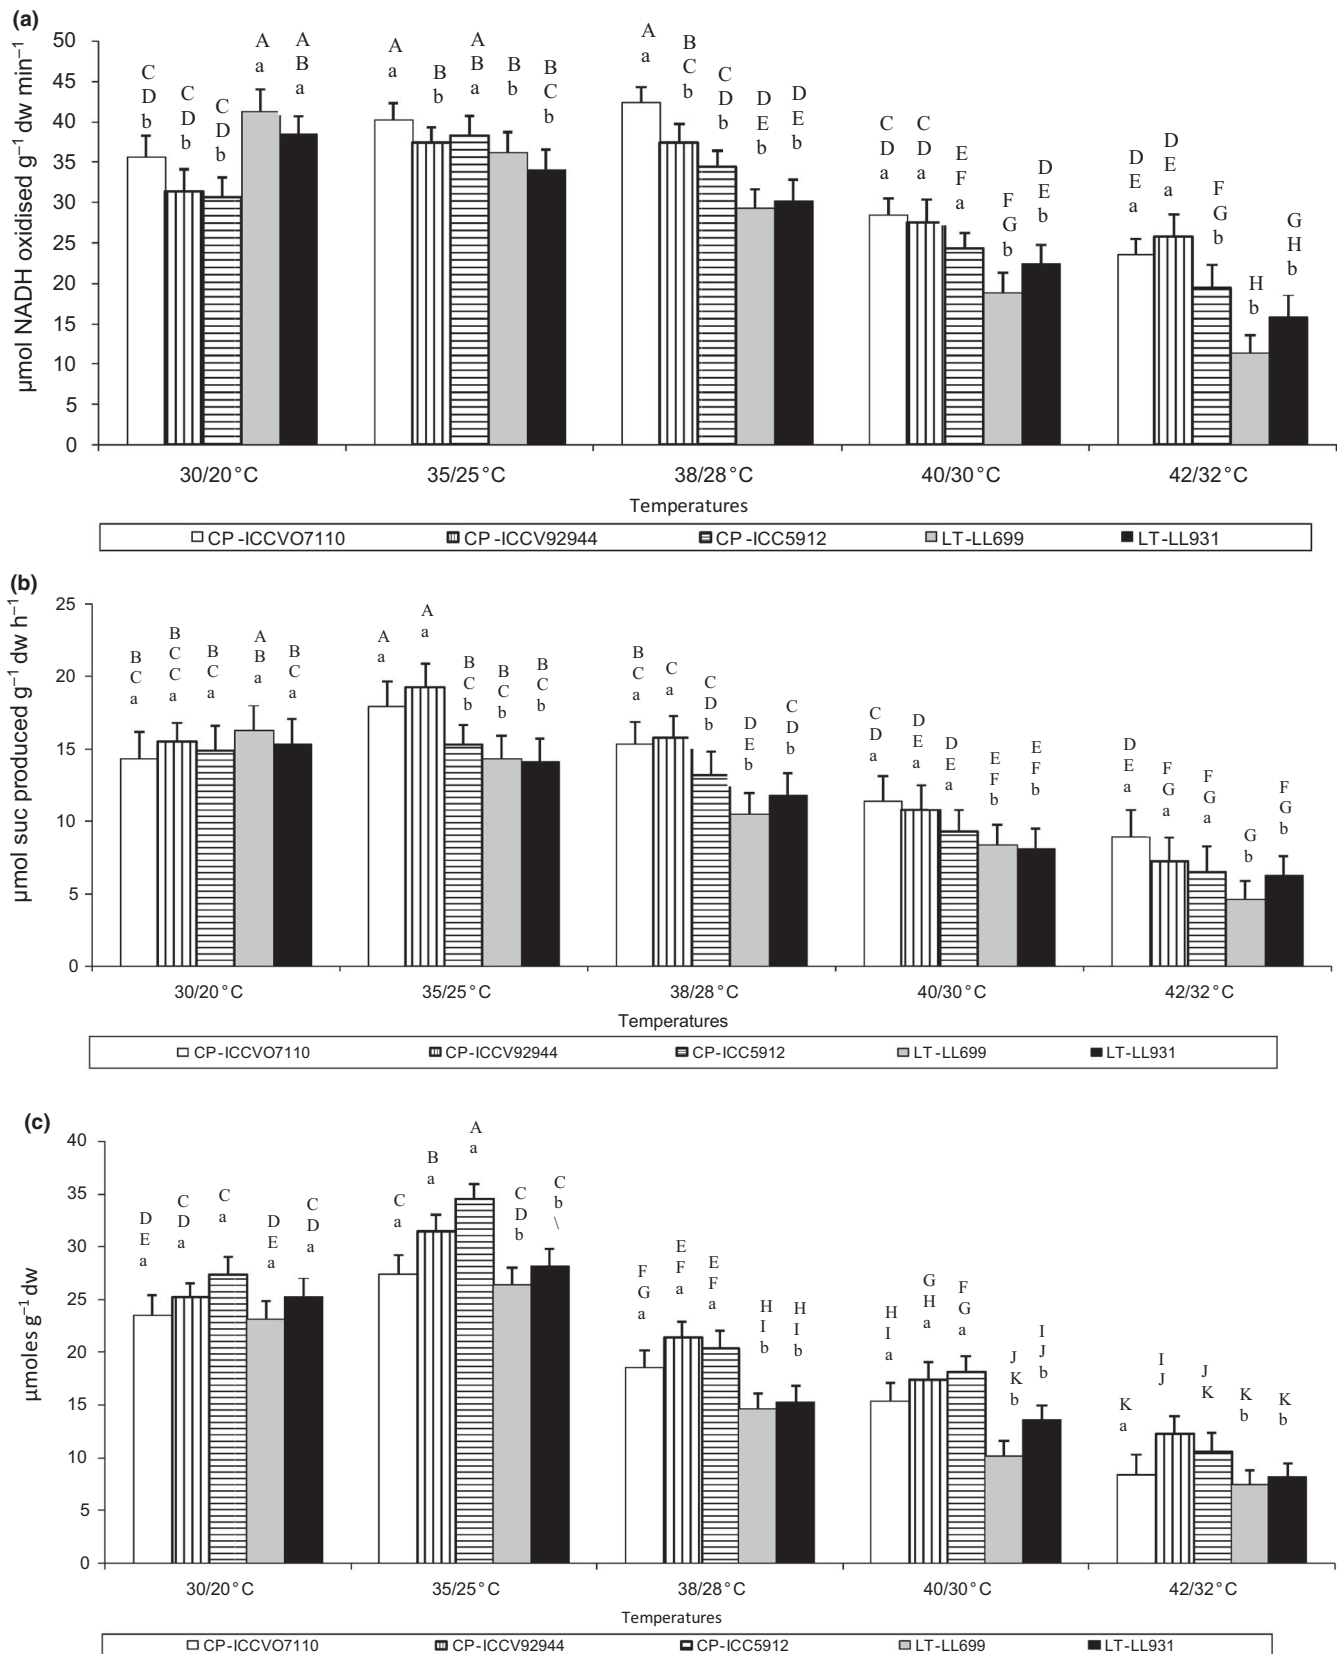 (a)
µmol NADH oxidised g⁻¹ dw min⁻¹
50
45
40
35
30
25
20
15
10
5
0
C D b
C D b
C D b
A a
A B a
A a
B b
A B a
B b
B C b
A a
B C b
C D b
D E b
D E b
C D a
C D a
E F a
F G b
D E b
D E a
D E a
F G b
H b
G H b
30/20°C 35/25°C 38/28°C 40/30°C 42/32°C
Temperatures
CP-ICCVO7110 CP-ICCV92944 CP-ICC5912 LT-LL699 LT-LL931
(b)
µmol suc produced g⁻¹ dw h⁻¹
25
20
15
10
5
0
B C a
B C C a
B C a
A B a
B C a
A a
A a
B C b
B C b
B C b
B C a
C a
C D b
D E b
C D b
C D a
D E a
D E a
E F b
E F b
D E a
F G a
F G a
G b
F G b
30/20°C 35/25°C 38/28°C 40/30°C 42/32°C
Temperatures
CP-ICCVO7110 CP-ICCV92944 CP-ICC5912 LT-LL699 LT-LL931
(c)
µmoles g⁻¹ dw
40
35
30
25
20
15
10
5
0
D E a
C D a
C a
D E a
C D a
C a
B a
A a
C D b
C b \
F G a
E F a
E F a
H I b
H I b
H I a
G H a
F G a
J K b
I J b
K a
I J
J K
K b
K b
30/20°C 35/25°C 38/28°C 40/30°C 42/32°C
Temperatures
CP-ICCVO7110 CP-ICCV92944 CP-ICC5912 LT-LL699 LT-LL931